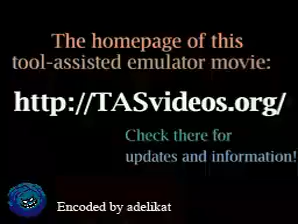 The homepage of this
tool-assisted emulator movie:
http://TASvideos.org/
Check there for
updates and information!
Encoded by adelikat